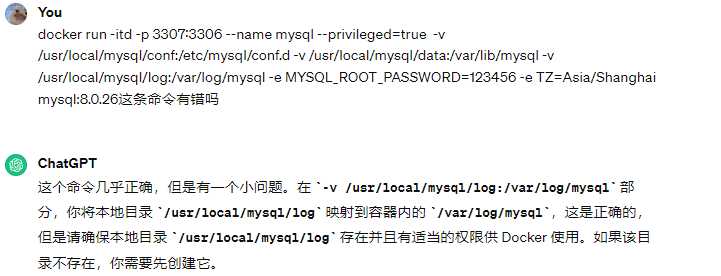 You
docker run -itd -p 3307:3306 --name mysql --privileged=true -v
/usr/local/mysql/conf:/etc/mysql/conf.d -v /usr/local/mysql/data:/var/lib/mysql -v
/usr/local/mysql/log:/var/log/mysql -e MYSQL_ROOT_PASSWORD=123456 -e TZ=Asia/Shanghai
mysql:8.0.26这条命令有错吗
ChatGPT
这个命令几乎正确，但是有一个小问题。在 `-v /usr/local/mysql/log:/var/log/mysql` 部
分，你将本地目录 `/usr/local/mysql/log` 映射到容器内的 `/var/log/mysql`，这是正确的，
但是请确保本地目录 `/usr/local/mysql/log` 存在并且有适当的权限供 Docker 使用。如果该目
录不存在，你需要先创建它。